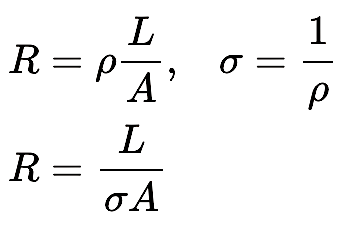 R = ρ L/A, σ = 1/ρ
R = L/σA